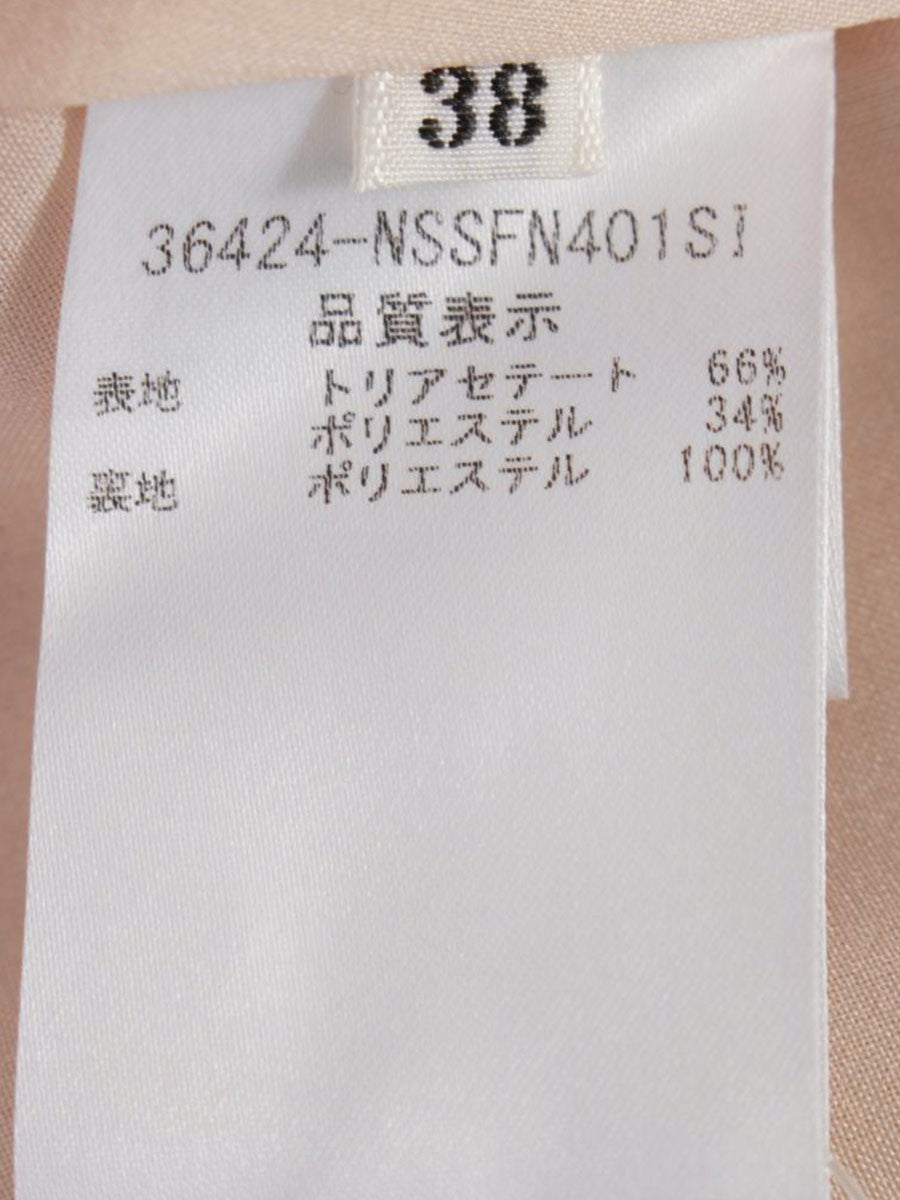 38
36424-NSSFN401SI
品質表示
表地 トリアセテート 66%
ポリエステル 34%
裏地 ポリエステル 100%